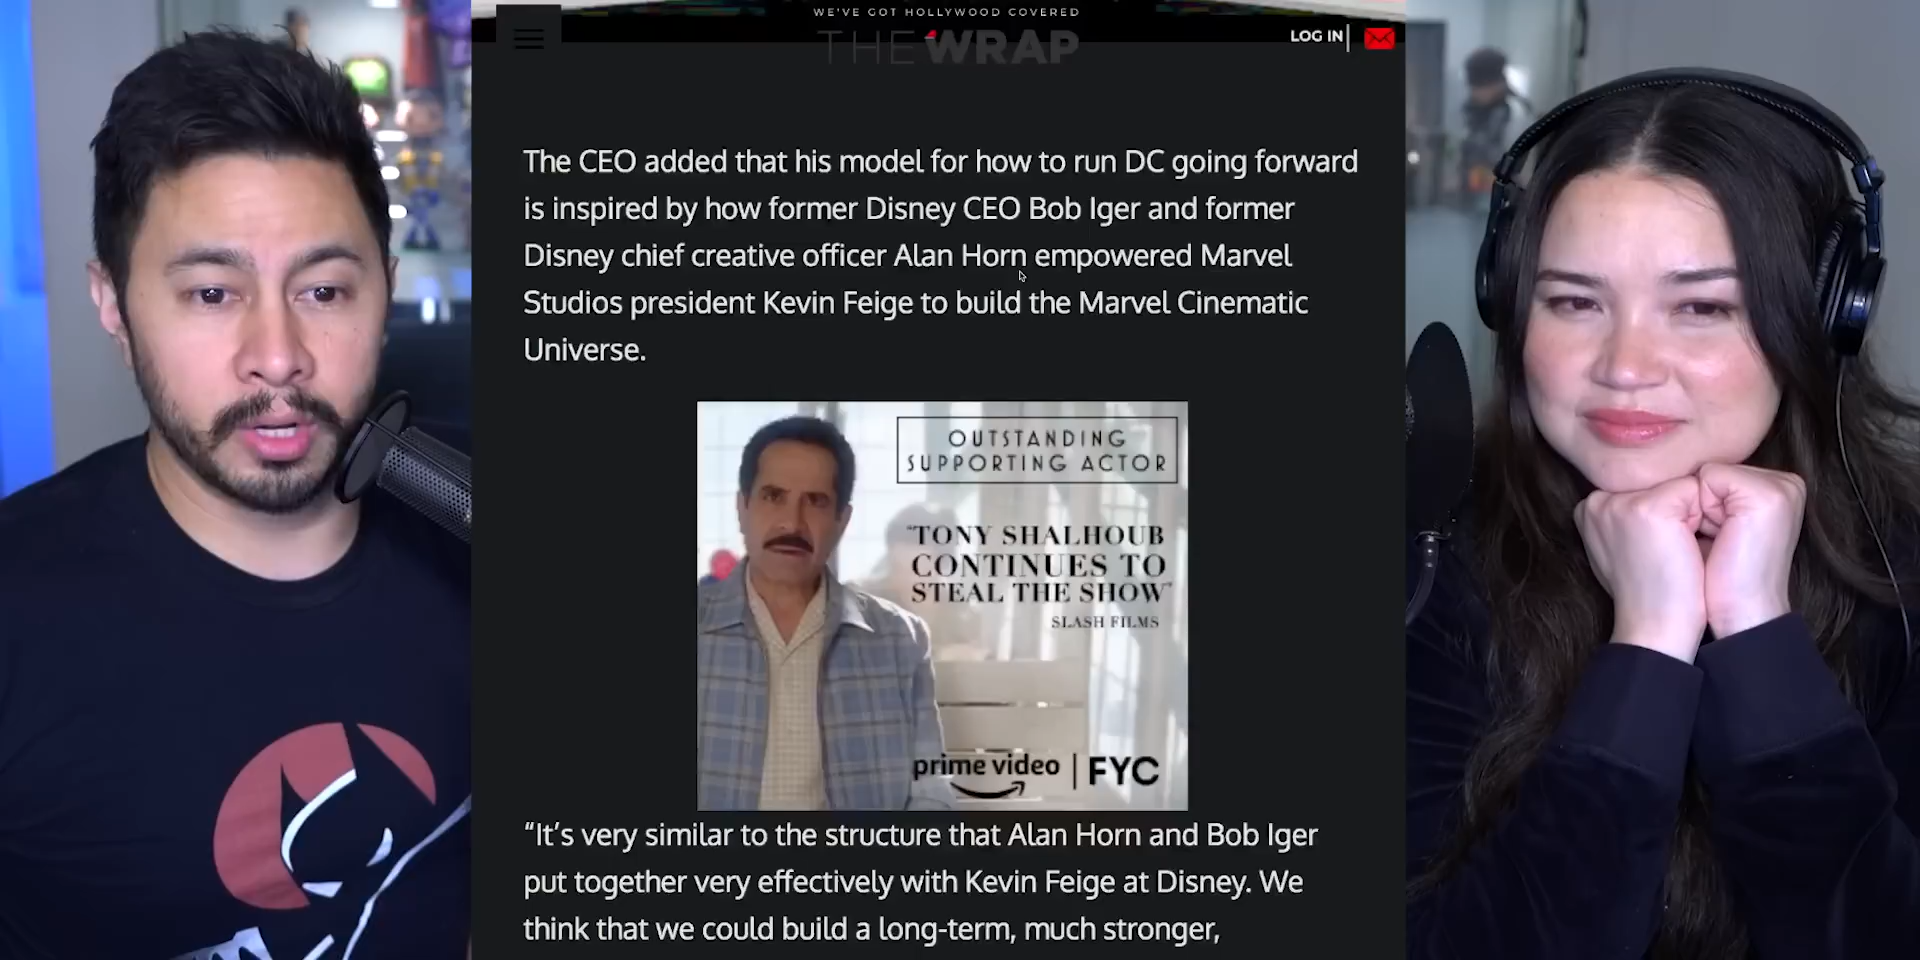 WE'VE GOT HOLLYWOOD COVERED
THE WRAP
LOG IN
The CEO added that his model for how to run DC going forward
is inspired by how former Disney CEO Bob Iger and former
Disney chief creative officer Alan Horn empowered Marvel
Studios president Kevin Feige to build the Marvel Cinematic
Universe.
OUTSTANDING
SUPPORTING ACTOR
"TONY SHALHOUB
CONTINUES TO
STEAL THE SHOW"
SLASH FILMS
prime video | FYC
“It’s very similar to the structure that Alan Horn and Bob Iger
put together very effectively with Kevin Feige at Disney. We
think that we could build a long-term, much stronger,